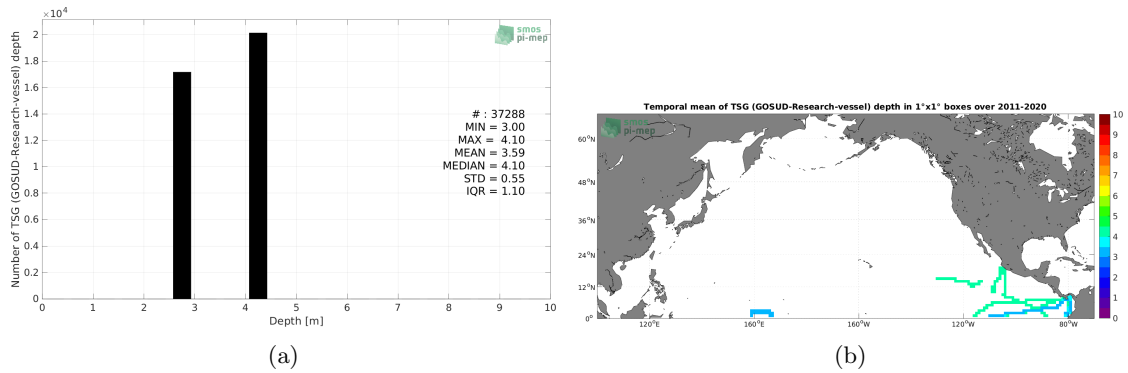 ×10⁴
smos
pi-mep
2
1.8
1.6
1.4
1.2
1
0.8
0.6
0.4
0.2
0
Number of TSG (GOSUD-Research-vessel) depth
# : 37288
MIN = 3.00
MAX = 4.10
MEAN = 3.59
MEDIAN = 4.10
STD = 0.55
IQR = 1.10
0 1 2 3 4 5 6 7 8 9 10
Depth [m]
(a)
Temporal mean of TSG (GOSUD-Research-vessel) depth in 1°x1° boxes over 2011-2020
smos
pi-mep
60°N
48°N
36°N
24°N
12°N
0°
120°E 160°E 160°W 120°W 80°W
10
9
8
7
6
5
4
3
2
1
0
(b)